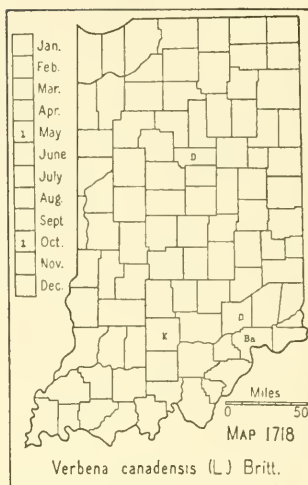 Jan.
Feb.
Mar.
Apr.
1 May
June
July
Aug.
Sept
1 Oct.
Nov.
Dec.
D
K
D
Ba
Miles
0 50
MAP 1718
Verbena canadensis (L.) Britt.